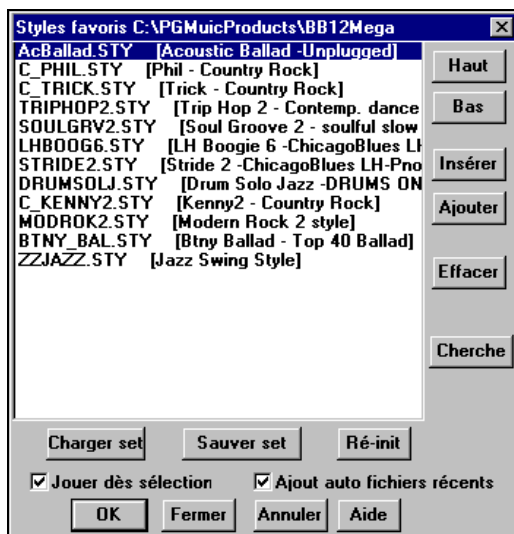 Styles favoris C:\PGMuicProducts\BB12Mega
AcBallad.STY [Acoustic Ballad -Unplugged]
C_PHIL.STY [Phil - Country Rock]
C_TRICK.STY [Trick - Country Rock]
TRIPHOP2.STY [Trip Hop 2 - Contemp. dance
SOULGRV2.STY [Soul Groove 2 - soulful slow
LHBOOG6.STY [LH Boogie 6 -ChicagoBlues LH
STRIDE2.STY [Stride 2 -ChicagoBlues LH-Pno
DRUMSOLJ.STY [Drum Solo Jazz -DRUMS ON
C_KENNY2.STY [Kenny2 - Country Rock]
MODROK2.STY [Modern Rock 2 style]
BTNY_BAL.STY [Btny Ballad - Top 40 Ballad]
ZZJAZZ.STY [Jazz Swing Style]
Haut
Bas
Insérer
Ajouter
Effacer
Cherche
Charger set
Sauver set
Ré-init
Jouer dès sélection
Ajout auto fichiers récents
OK
Fermer
Annuler
Aide